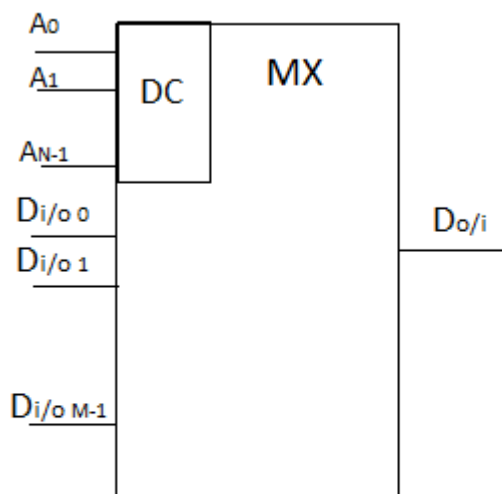 A0
A1
AN-1
DC
MX
Di/o 0
Di/o 1
Di/o M-1
Do/i